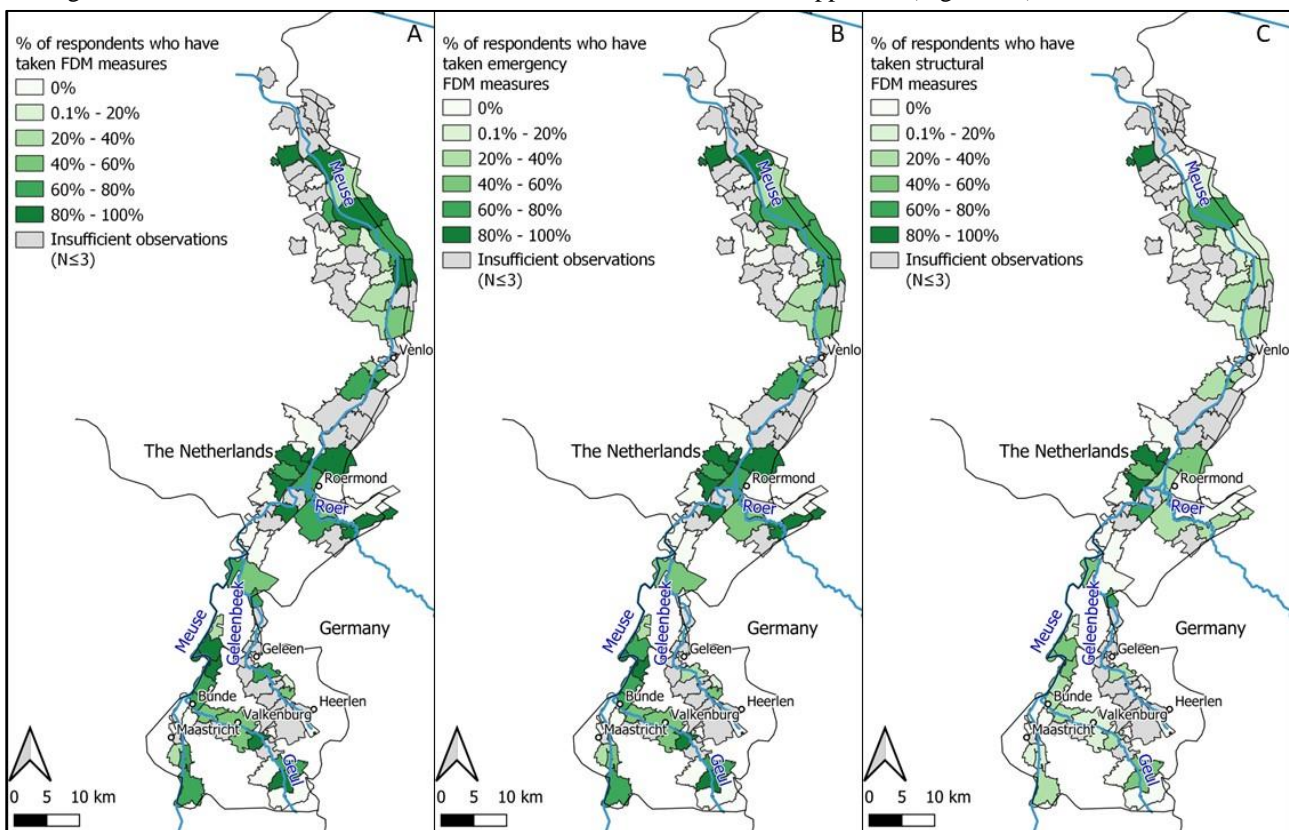 A
% of respondents who have
taken FDM measures
0%
0.1% - 20%
20% - 40%
40% - 60%
60% - 80%
80% - 100%
Insufficient observations
(N≤3)
Meuse
Venlo
The Netherlands
Roermond
Roer
Meuse
Geleenbeek
Germany
Geleen
Bunde
Heerlen
Valkenburg
Maastricht
Geul
0 5 10 km
B
% of respondents who have
taken emergency
FDM measures
0%
0.1% - 20%
20% - 40%
40% - 60%
60% - 80%
80% - 100%
Insufficient observations
(N≤3)
Meuse
Venlo
The Netherlands
Roermond
Roer
Meuse
Geleenbeek
Germany
Geleen
Bunde
Heerlen
Valkenburg
Maastricht
Geul
0 5 10 km
C
% of respondents who have
taken structural
FDM measures
0%
0.1% - 20%
20% - 40%
40% - 60%
60% - 80%
80% - 100%
Insufficient observations
(N≤3)
Meuse
Venlo
The Netherlands
Roermond
Roer
Meuse
Geleenbeek
Germany
Geleen
Bunde
Heerlen
Valkenburg
Maastricht
Geul
0 5 10 km